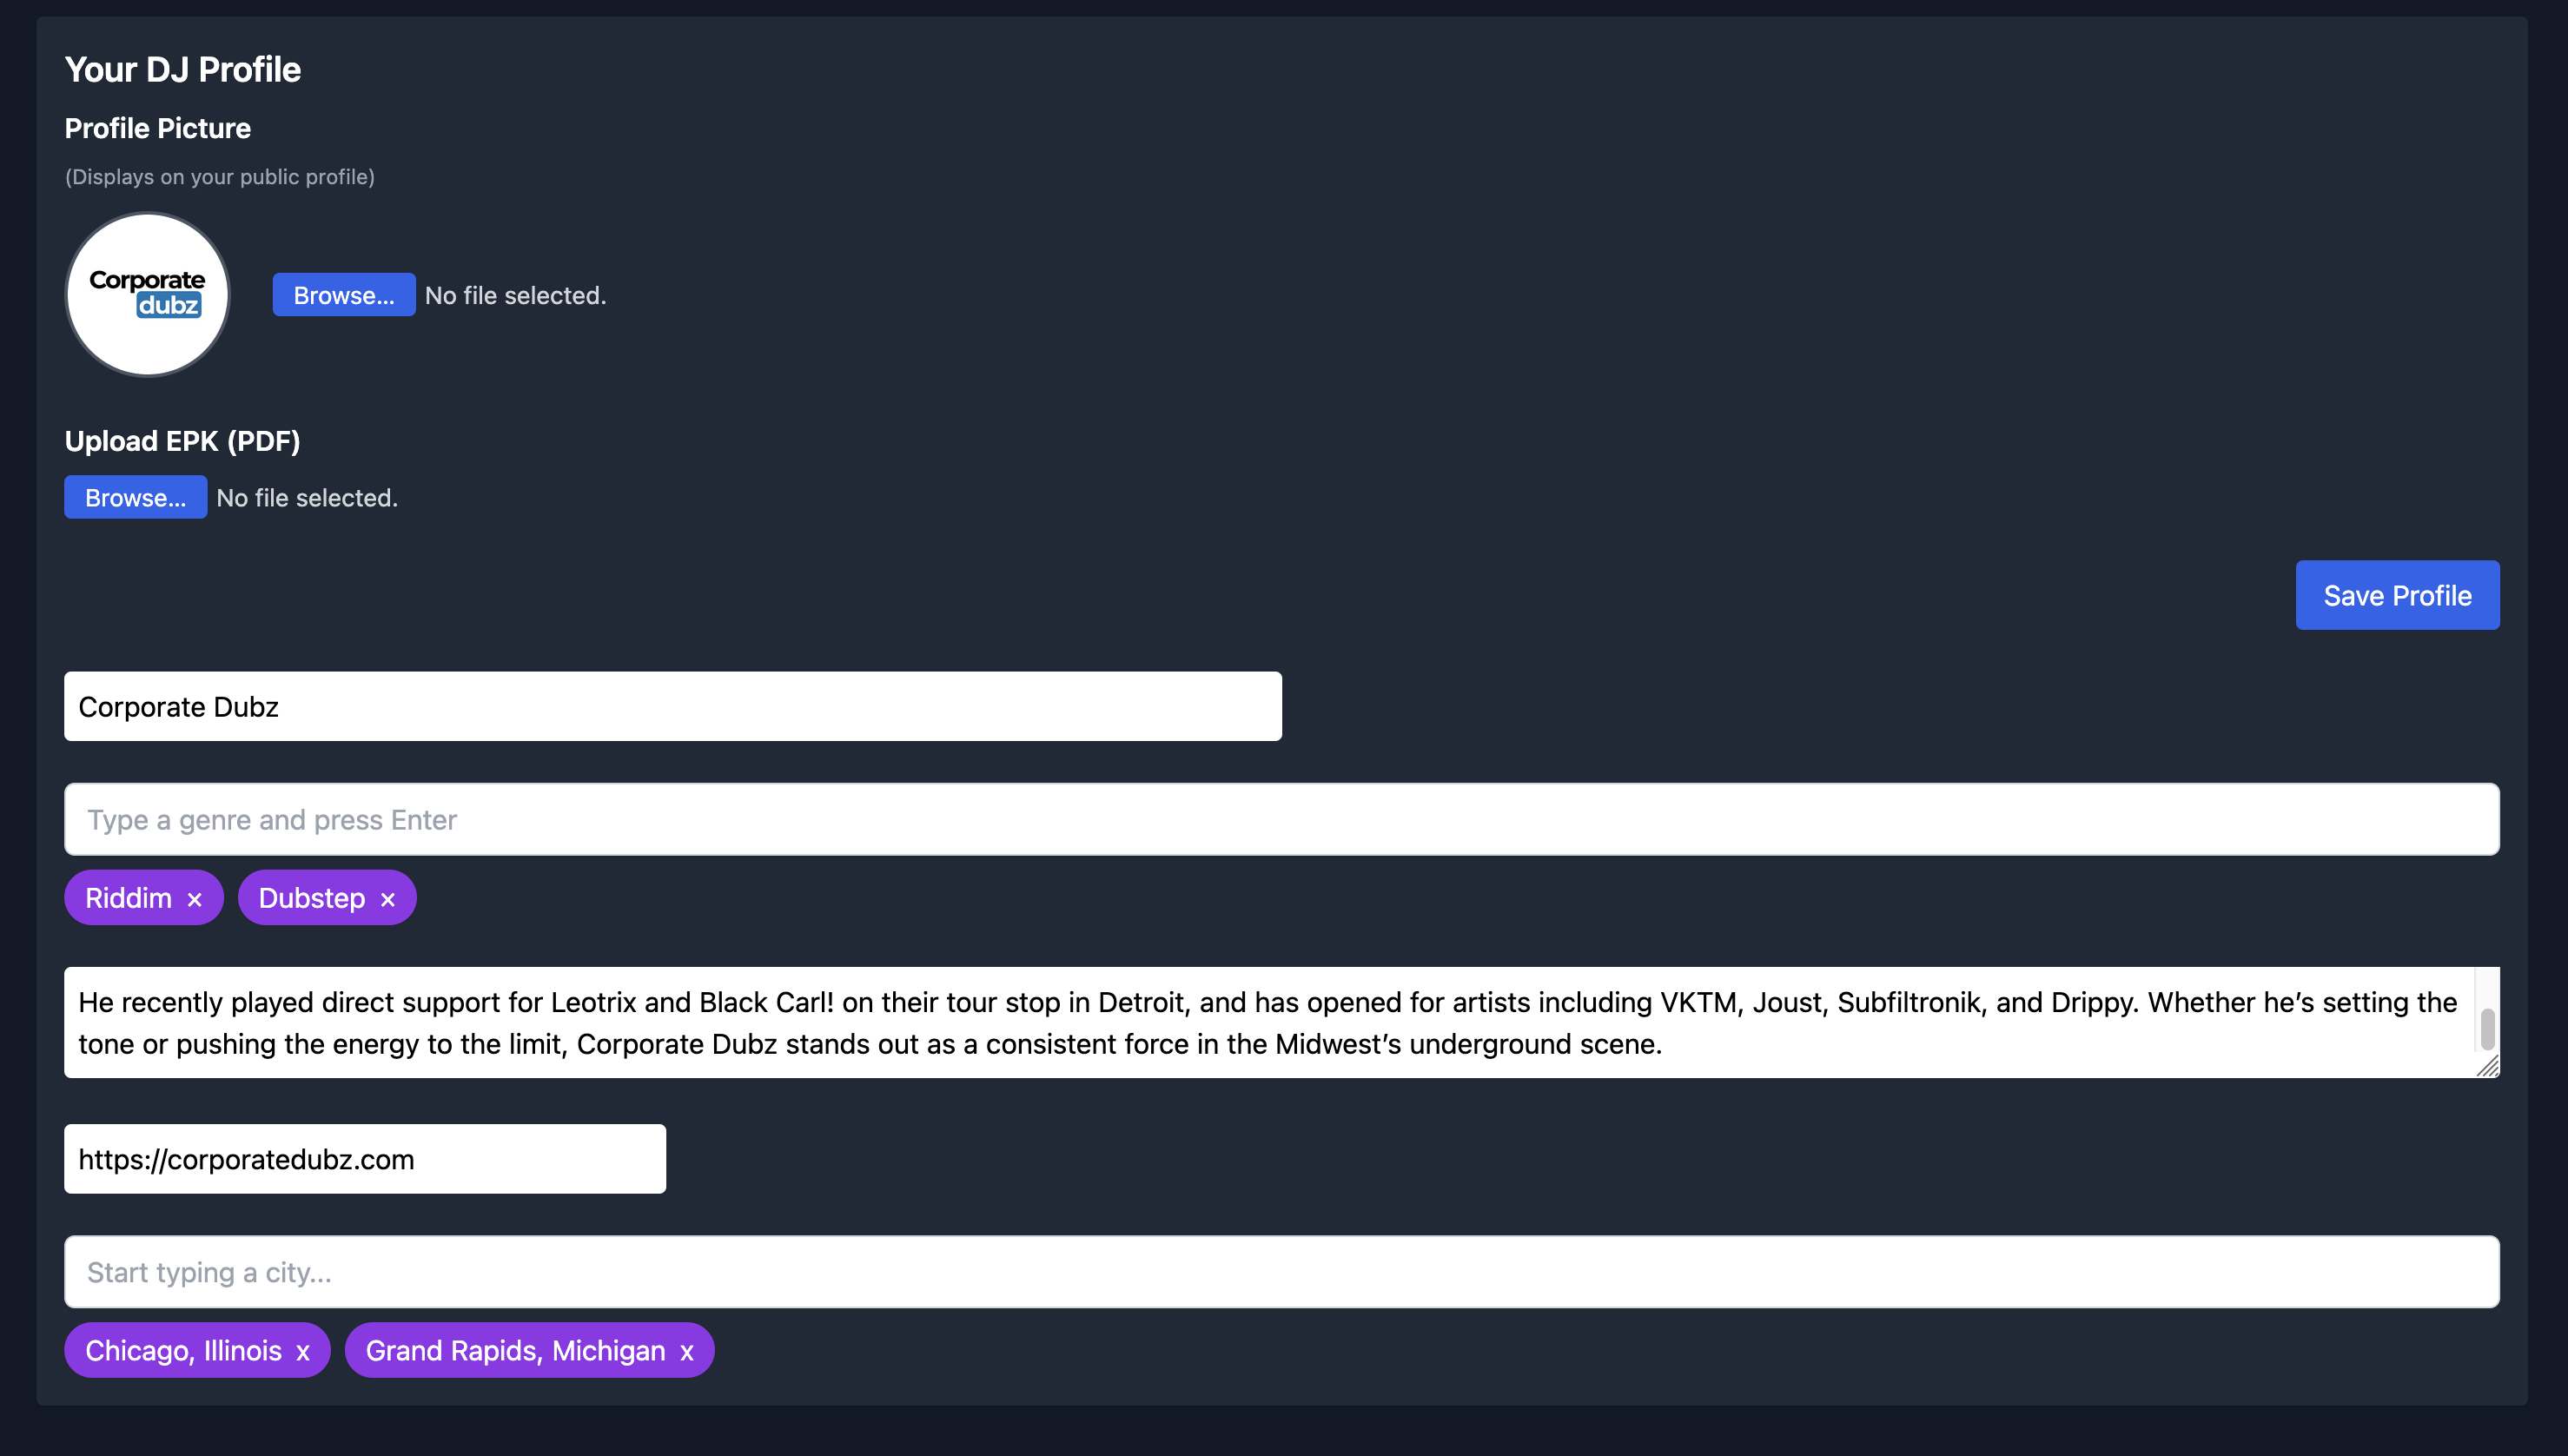 Your DJ Profile
Profile Picture
(Displays on your public profile)
Corporate
dubz
Browse... No file selected.
Upload EPK (PDF)
Browse... No file selected.
Save Profile
Corporate Dubz
Type a genre and press Enter
Riddim × Dubstep ×
He recently played direct support for Leotrix and Black Carl! on their tour stop in Detroit, and has opened for artists including VKTM, Joust, Subfiltronik, and Drippy. Whether he’s setting the
tone or pushing the energy to the limit, Corporate Dubz stands out as a consistent force in the Midwest’s underground scene.
https://corporatedubz.com
Start typing a city...
Chicago, Illinois x Grand Rapids, Michigan x